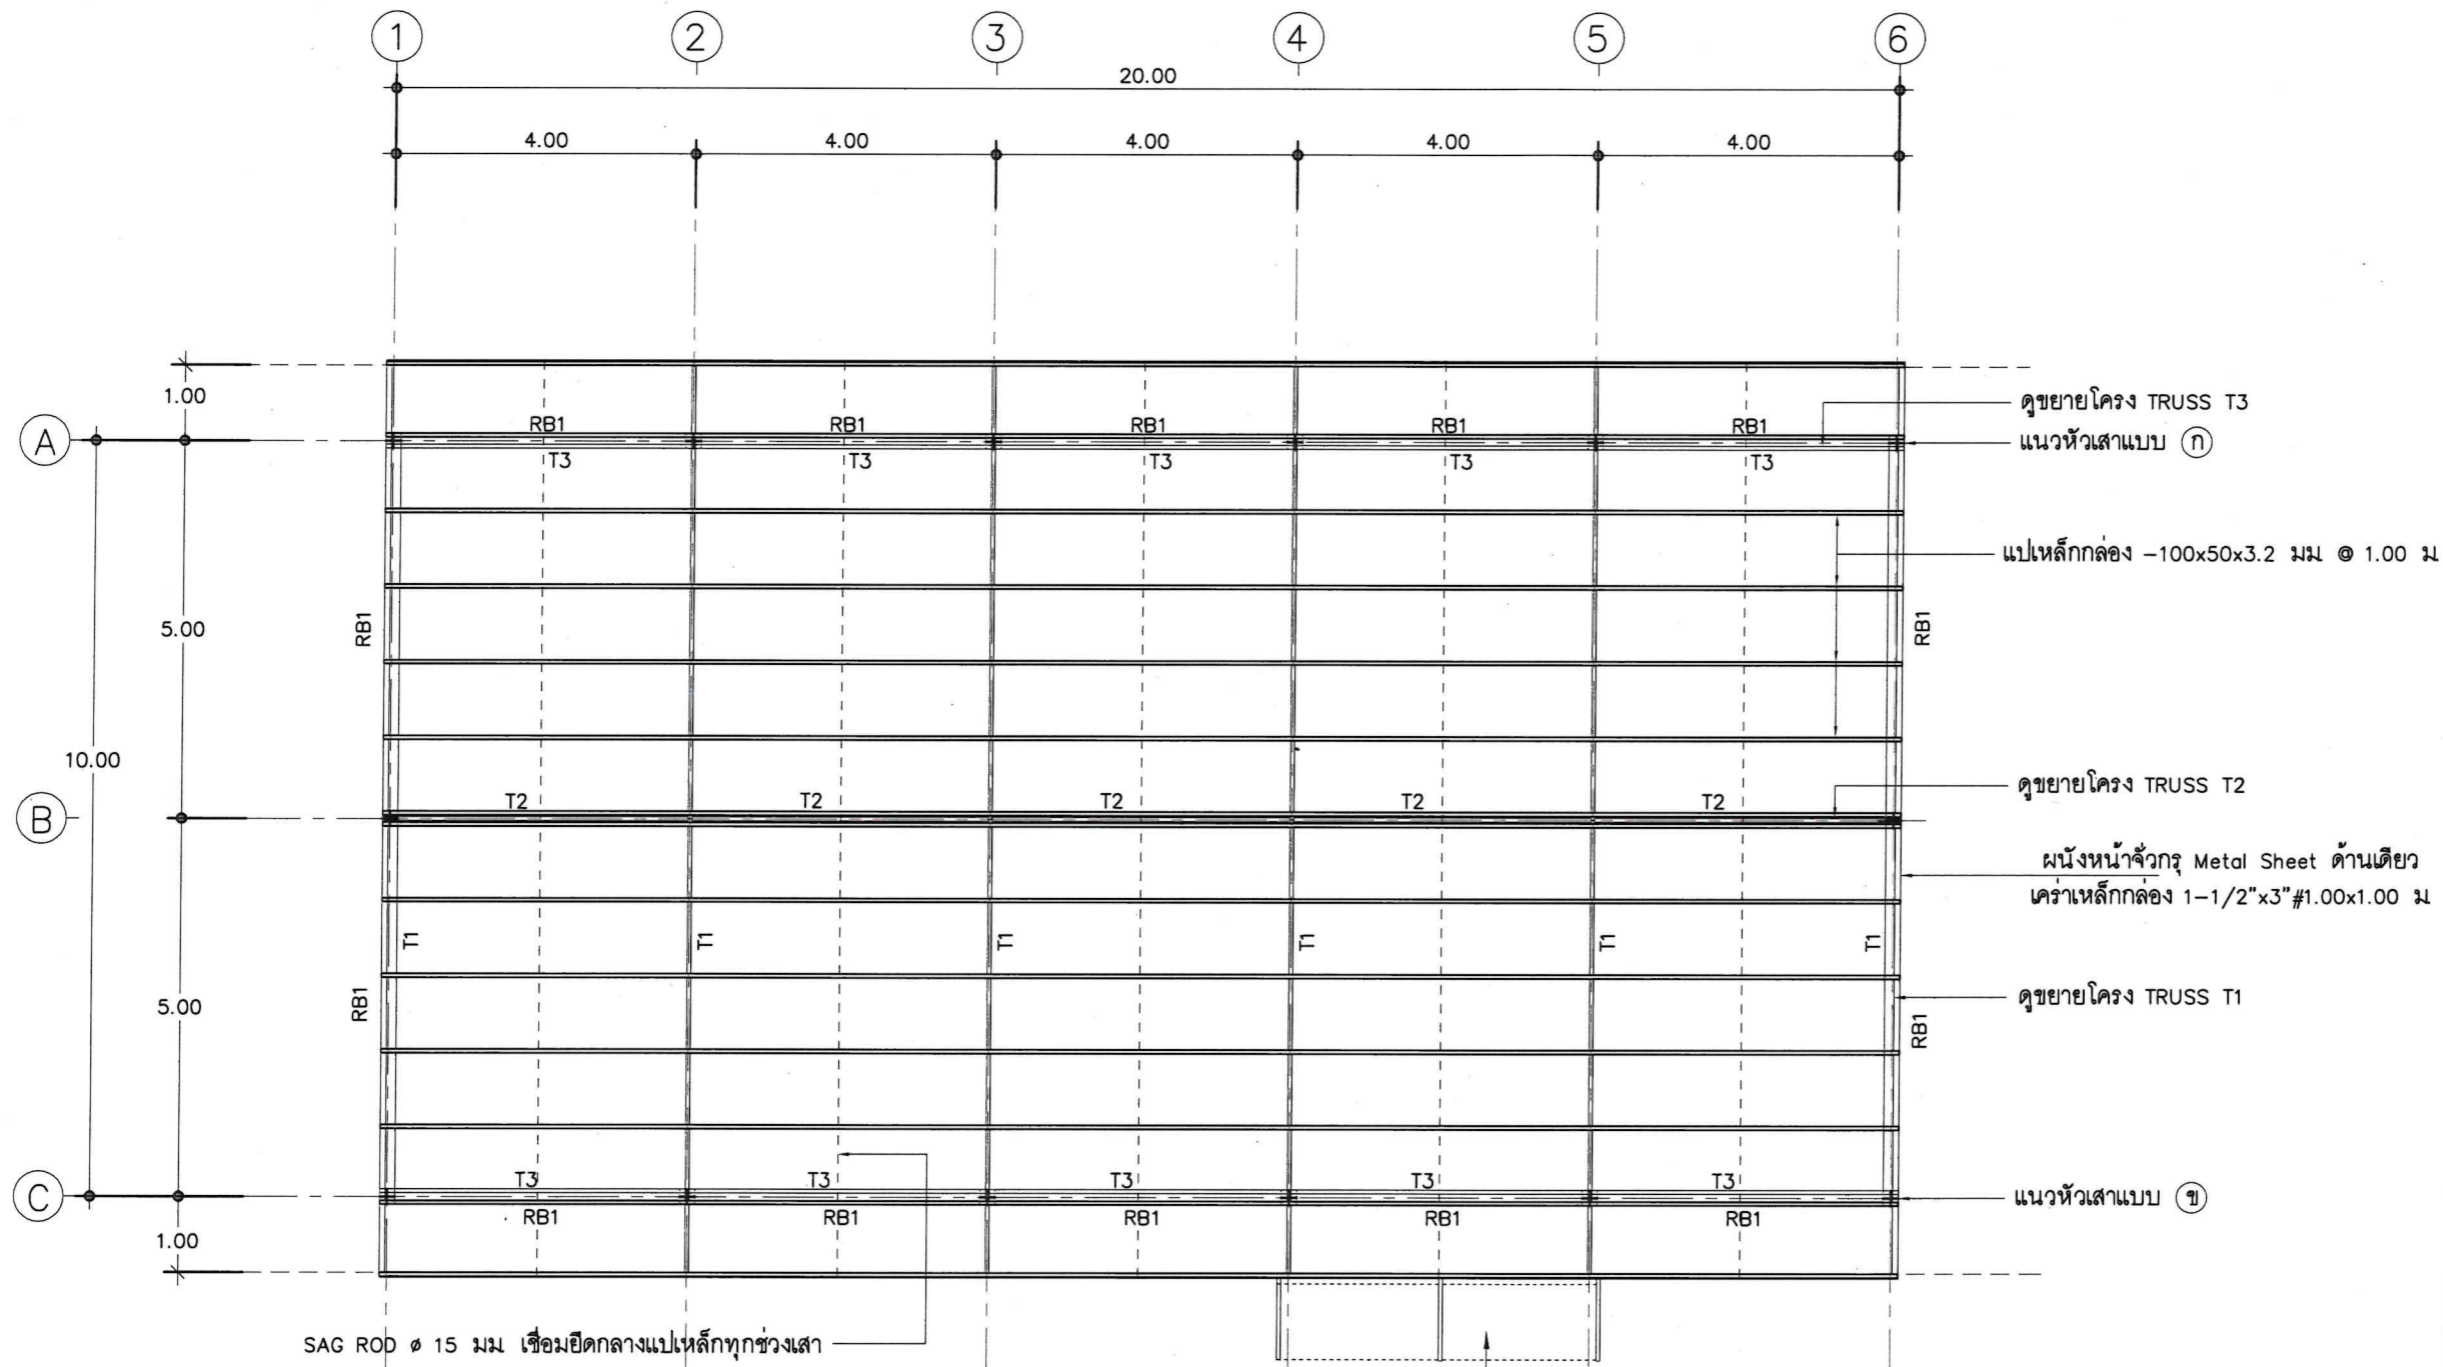 1 2 3 4 5 6
20.00
4.00 4.00 4.00 4.00 4.00
1.00
ดูขยายโครง TRUSS T3
RB1 RB1 RB1 RB1 RB1
A
แนวหัวเสาแบบ ก
T3 T3 T3 T3 T3
แปเหล็กกล่อง -100x50x3.2 มม. @ 1.00 ม.
5.00
RB1 RB1
10.00
ดูขยายโครง TRUSS T2
T2 T2 T2 T2 T2
B
ผนังหน้าจั่วกรุ Metal Sheet ด้านเดียว
เคร่าเหล็กกล่อง 1-1/2"x3"#1.00x1.00 ม.
T1 T1 T1 T1 T1 T1
5.00
RB1 RB1
ดูขยายโครง TRUSS T1
T3 T3 T3 T3 T3
C
แนวหัวเสาแบบ ข
RB1 RB1 RB1 RB1 RB1
1.00
SAG ROD ø 15 มม. เชื่อมยึดกลางแปเหล็กทุกช่วงเสา